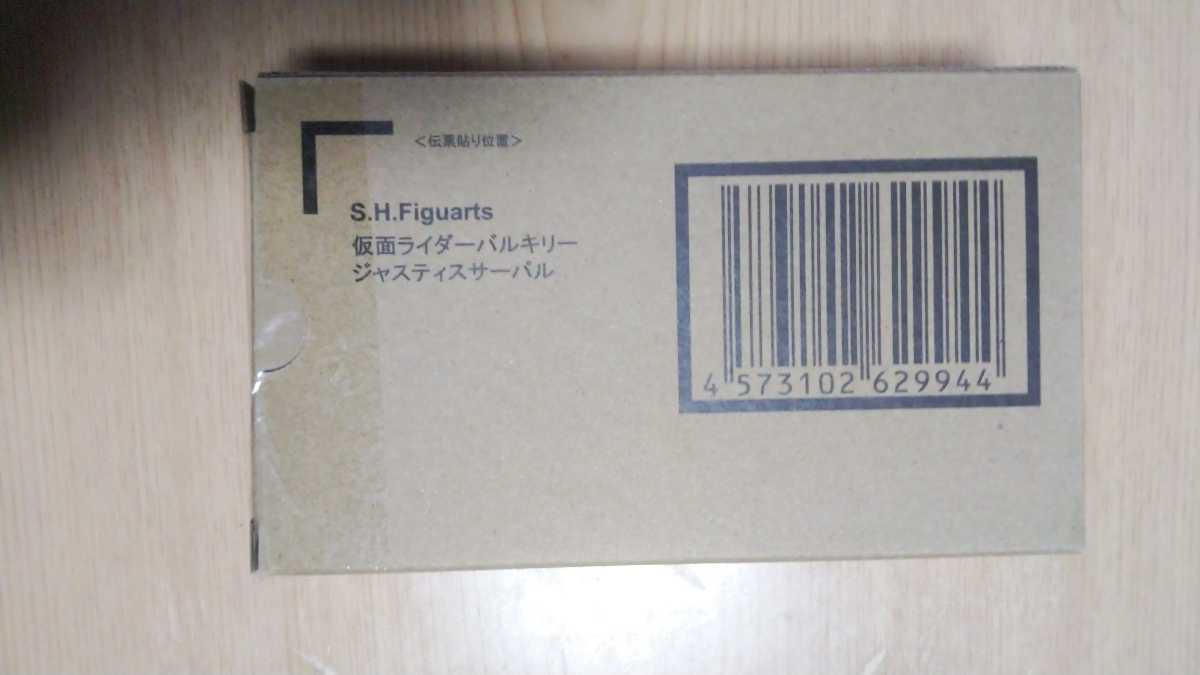 ＜伝票貼り位置＞
S.H.Figuarts
仮面ライダーバルキリー
ジャスティスサーバル
4 573102 629944